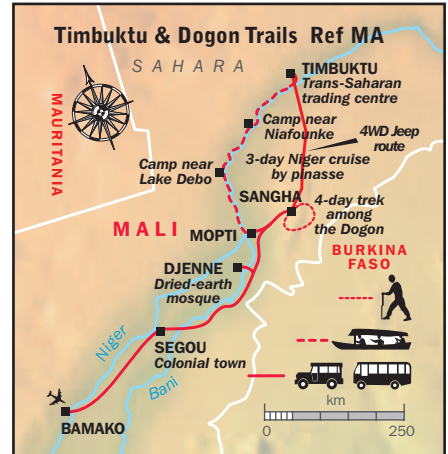 Timbuktu & Dogon Trails Ref MA
SAHARA
MAURITANIA
TIMBUKTU
Trans-Saharan
trading centre
Camp near
Niafounke
4WD Jeep
route
3-day Niger cruise
by pinasse
Camp near
Lake Debo
SANGHA
4-day trek
among
the Dogon
MALI
MOPTI
BURKINA
FASO
DJENNE
Dried-earth
mosque
Niger
SEGOU
Colonial town
Bani
BAMAKO
km
0 250